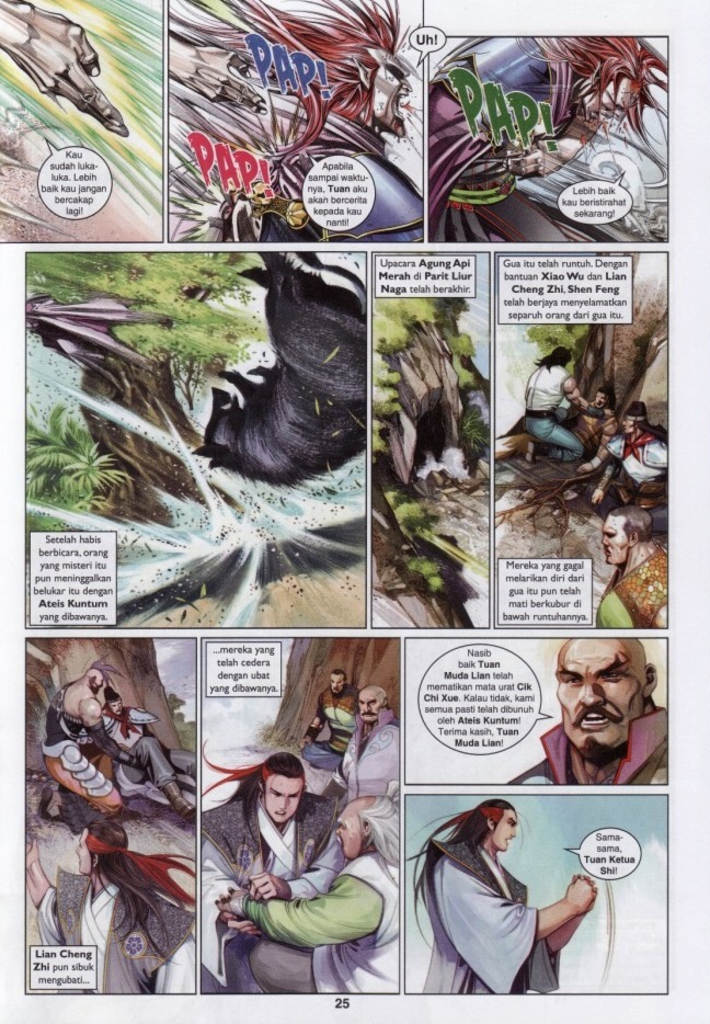 Kau
sudah luka-
luka. Lebih
baik kau jangan
bercakap
lagi!
PAP!
PAP!
Apabila
sampai waktu-
nya, Tuan aku
akan bercerita
kepada kau
nanti!
Uh!
PAP!
Lebih baik
kau beristirahat
sekarang!
Setelah habis
berbicara, orang
yang misteri itu
pun meninggalkan
belukar itu dengan
Ateis Kuntum
yang dibawanya.
Upacara Agung Api
Merah di Parit Liur
Naga telah berakhir.
Gua itu telah runtuh. Dengan
bantuan Xiao Wu dan Lian
Cheng Zhi, Shen Feng
telah berjaya menyelamatkan
separuh orang dari gua itu.
Mereka yang gagal
melarikan diri dari
gua itu pun telah
mati berkubur di
bawah runtuhannya.
Lian Cheng
Zhi pun sibuk
mengubati...
...mereka yang
telah cedera
dengan ubat
yang dibawanya.
Nasib
baik Tuan
Muda Lian telah
mematikan mata urat Cik
Chi Xue. Kalau tidak, kami
semua pasti telah dibunuh
oleh Ateis Kuntum!
Terima kasih, Tuan
Muda Lian!
Sama-
sama,
Tuan Ketua
Shi!
25